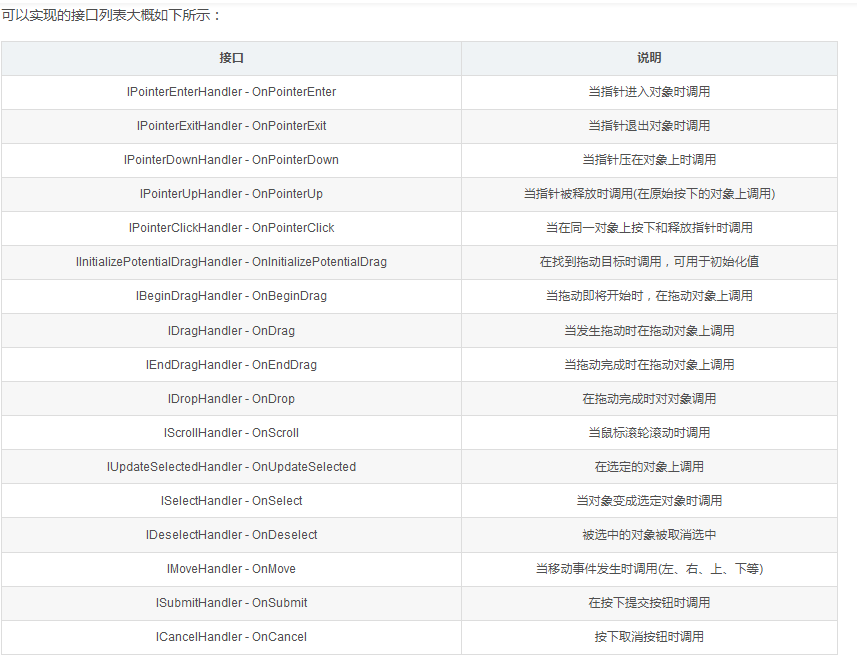 可以实现的接口列表大概如下所示：
接口 说明
IPointerEnterHandler - OnPointerEnter 当指针进入对象时调用
IPointerExitHandler - OnPointerExit 当指针退出对象时调用
IPointerDownHandler - OnPointerDown 当指针压在对象上时调用
IPointerUpHandler - OnPointerUp 当指针被释放时调用(在原始按下的对象上调用)
IPointerClickHandler - OnPointerClick 当在同一对象上按下和释放指针时调用
IInitializePotentialDragHandler - OnInitializePotentialDrag 在找到拖动目标时调用，可用于初始化值
IBeginDragHandler - OnBeginDrag 当拖动即将开始时，在拖动对象上调用
IDragHandler - OnDrag 当发生拖动时在拖动对象上调用
IEndDragHandler - OnEndDrag 当拖动完成时在拖动对象上调用
IDropHandler - OnDrop 在拖动完成时对对象调用
IScrollHandler - OnScroll 当鼠标滚轮滚动时调用
IUpdateSelectedHandler - OnUpdateSelected 在选定的对象上调用
ISelectHandler - OnSelect 当对象变成选定对象时调用
IDeselectHandler - OnDeselect 被选中的对象被取消选中
IMoveHandler - OnMove 当移动事件发生时调用(左、右、上、下等)
ISubmitHandler - OnSubmit 在按下提交按钮时调用
ICancelHandler - OnCancel 按下取消按钮时调用